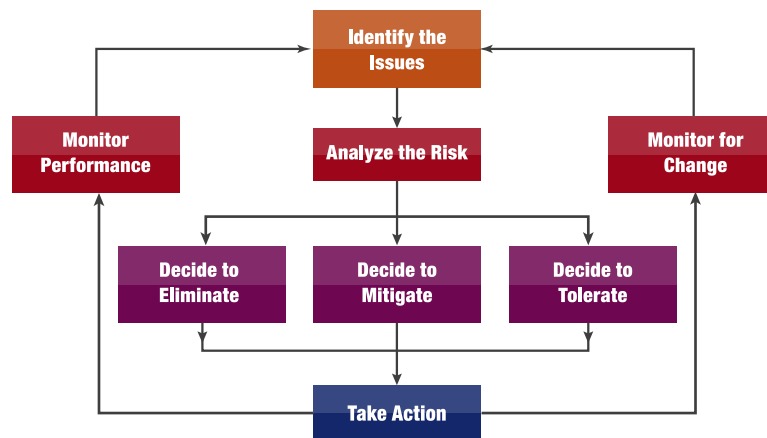 Identify the
Issues
Monitor
Performance
Analyze the Risk
Monitor for
Change
Decide to
Eliminate
Decide to
Mitigate
Decide to
Tolerate
Take Action